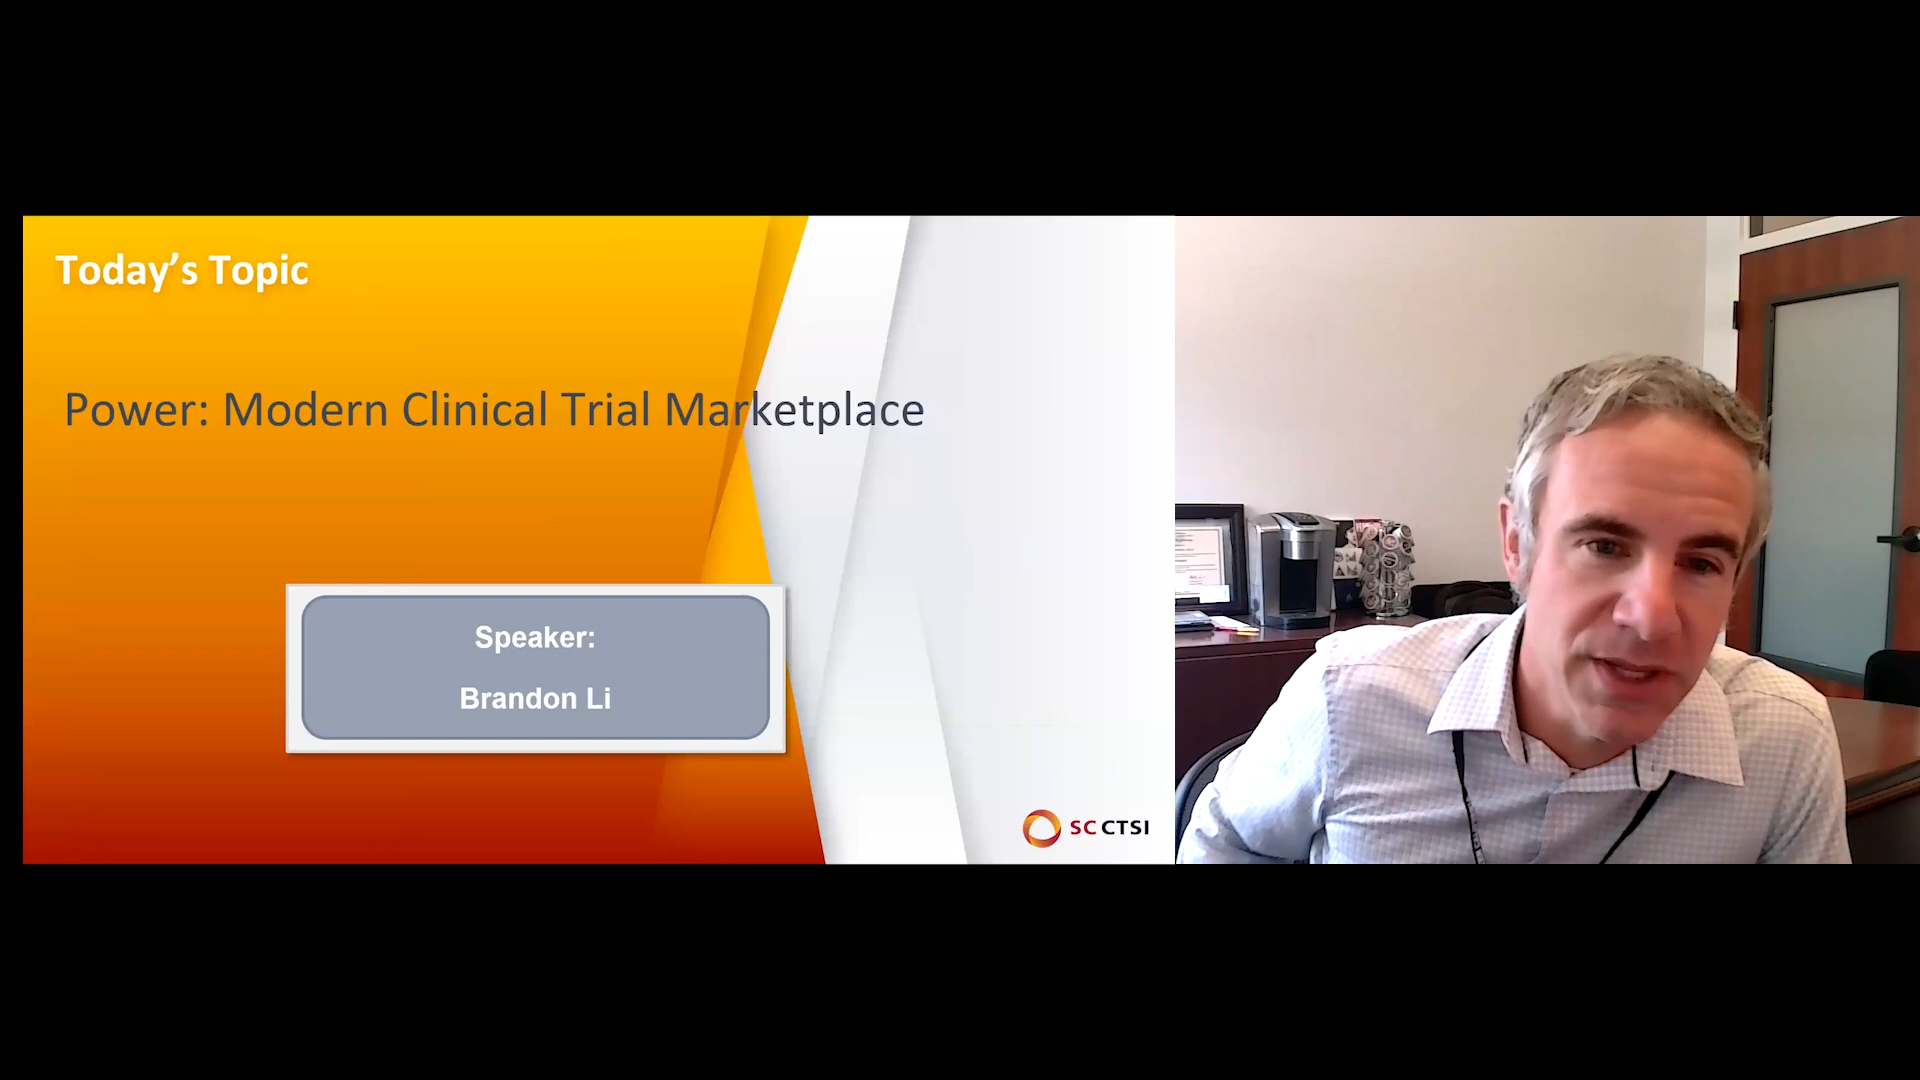 Today's Topic
Power: Modern Clinical Trial Marketplace
Speaker:
Brandon Li
SC CTSI